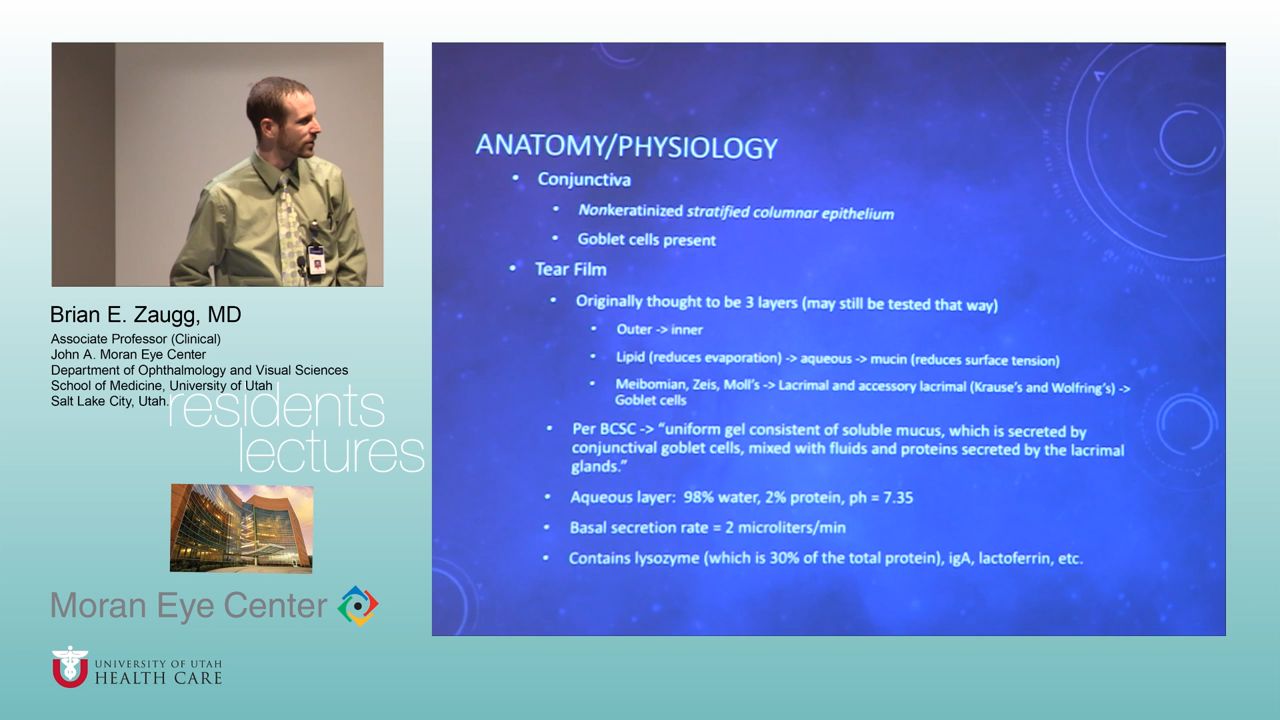 Brian E. Zaugg, MD
Associate Professor (Clinical)
John A. Moran Eye Center
Department of Ophthalmology and Visual Sciences
School of Medicine, University of Utah
Salt Lake City, Utah.
residents
lectures
Moran Eye Center
UNIVERSITY OF UTAH
HEALTH CARE
ANATOMY/PHYSIOLOGY
• Conjunctiva
• Nonkeratinized stratified columnar epithelium
• Goblet cells present
• Tear Film
• Originally thought to be 3 layers (may still be tested that way)
• Outer -> inner
• Lipid (reduces evaporation) -> aqueous -> mucin (reduces surface tension)
• Meibomian, Zeis, Moll's -> Lacrimal and accessory lacrimal (Krause's and Wolfring's) ->
Goblet cells
• Per BCSC -> "uniform gel consistent of soluble mucus, which is secreted by
conjunctival goblet cells, mixed with fluids and proteins secreted by the lacrimal
glands."
• Aqueous layer: 98% water, 2% protein, ph = 7.35
• Basal secretion rate = 2 microliters/min
• Contains lysozyme (which is 30% of the total protein), igA, lactoferrin, etc.